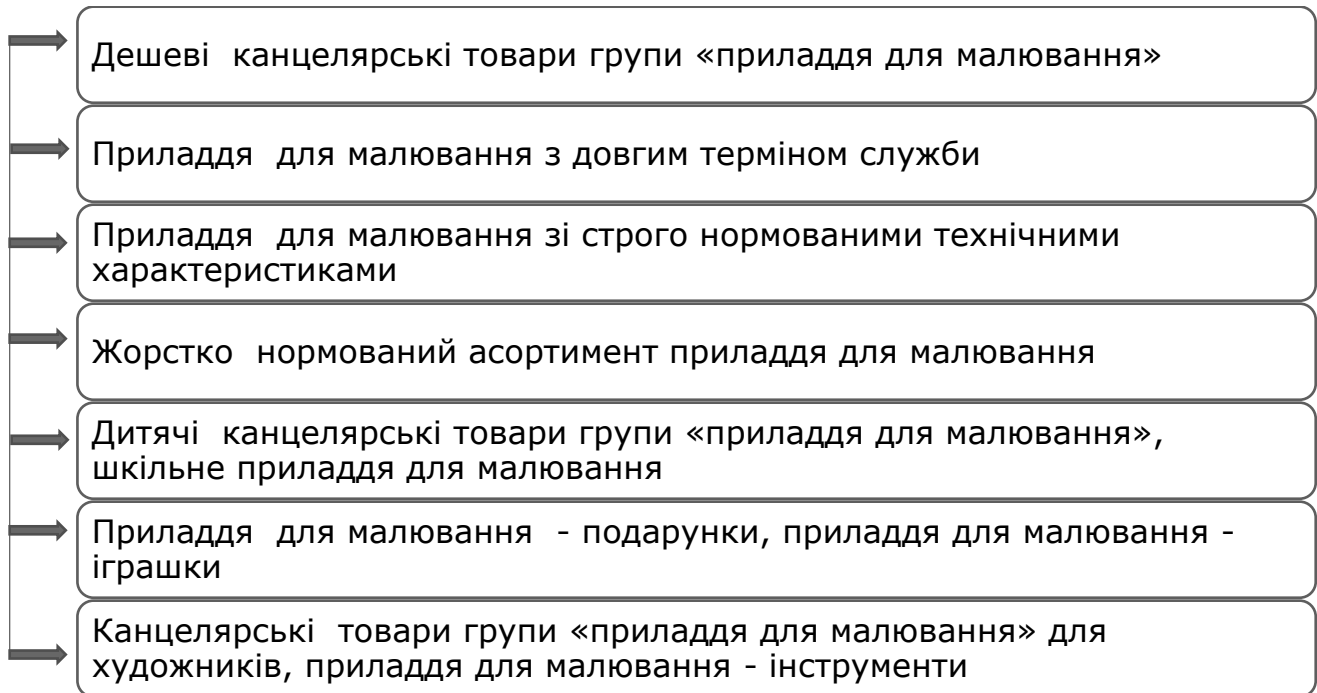 Дешеві канцелярські товари групи «приладдя для малювання»
Приладдя для малювання з довгим терміном служби
Приладдя для малювання зі строго нормованими технічними
характеристиками
Жорстко нормований асортимент приладдя для малювання
Дитячі канцелярські товари групи «приладдя для малювання»,
шкільне приладдя для малювання
Приладдя для малювання - подарунки, приладдя для малювання -
іграшки
Канцелярські товари групи «приладдя для малювання» для
художників, приладдя для малювання - інструменти